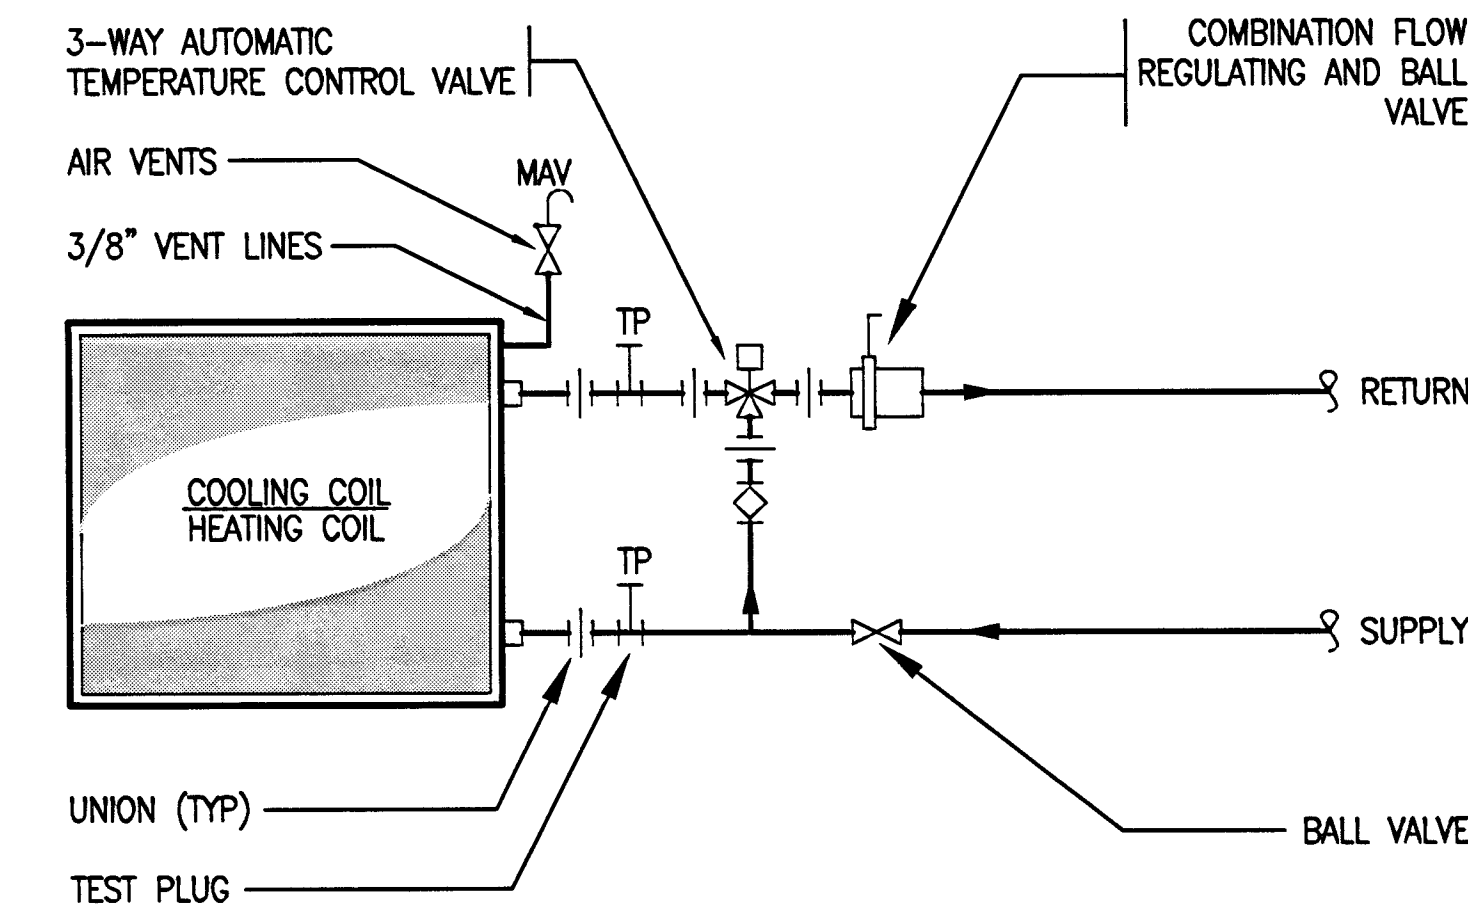 3-WAY AUTOMATIC
TEMPERATURE CONTROL VALVE
COMBINATION FLOW
REGULATING AND BALL
VALVE
AIR VENTS
MAV
3/8" VENT LINES
TP
RETURN
COOLING COIL
HEATING COIL
TP
SUPPLY
UNION (TYP)
BALL VALVE
TEST PLUG